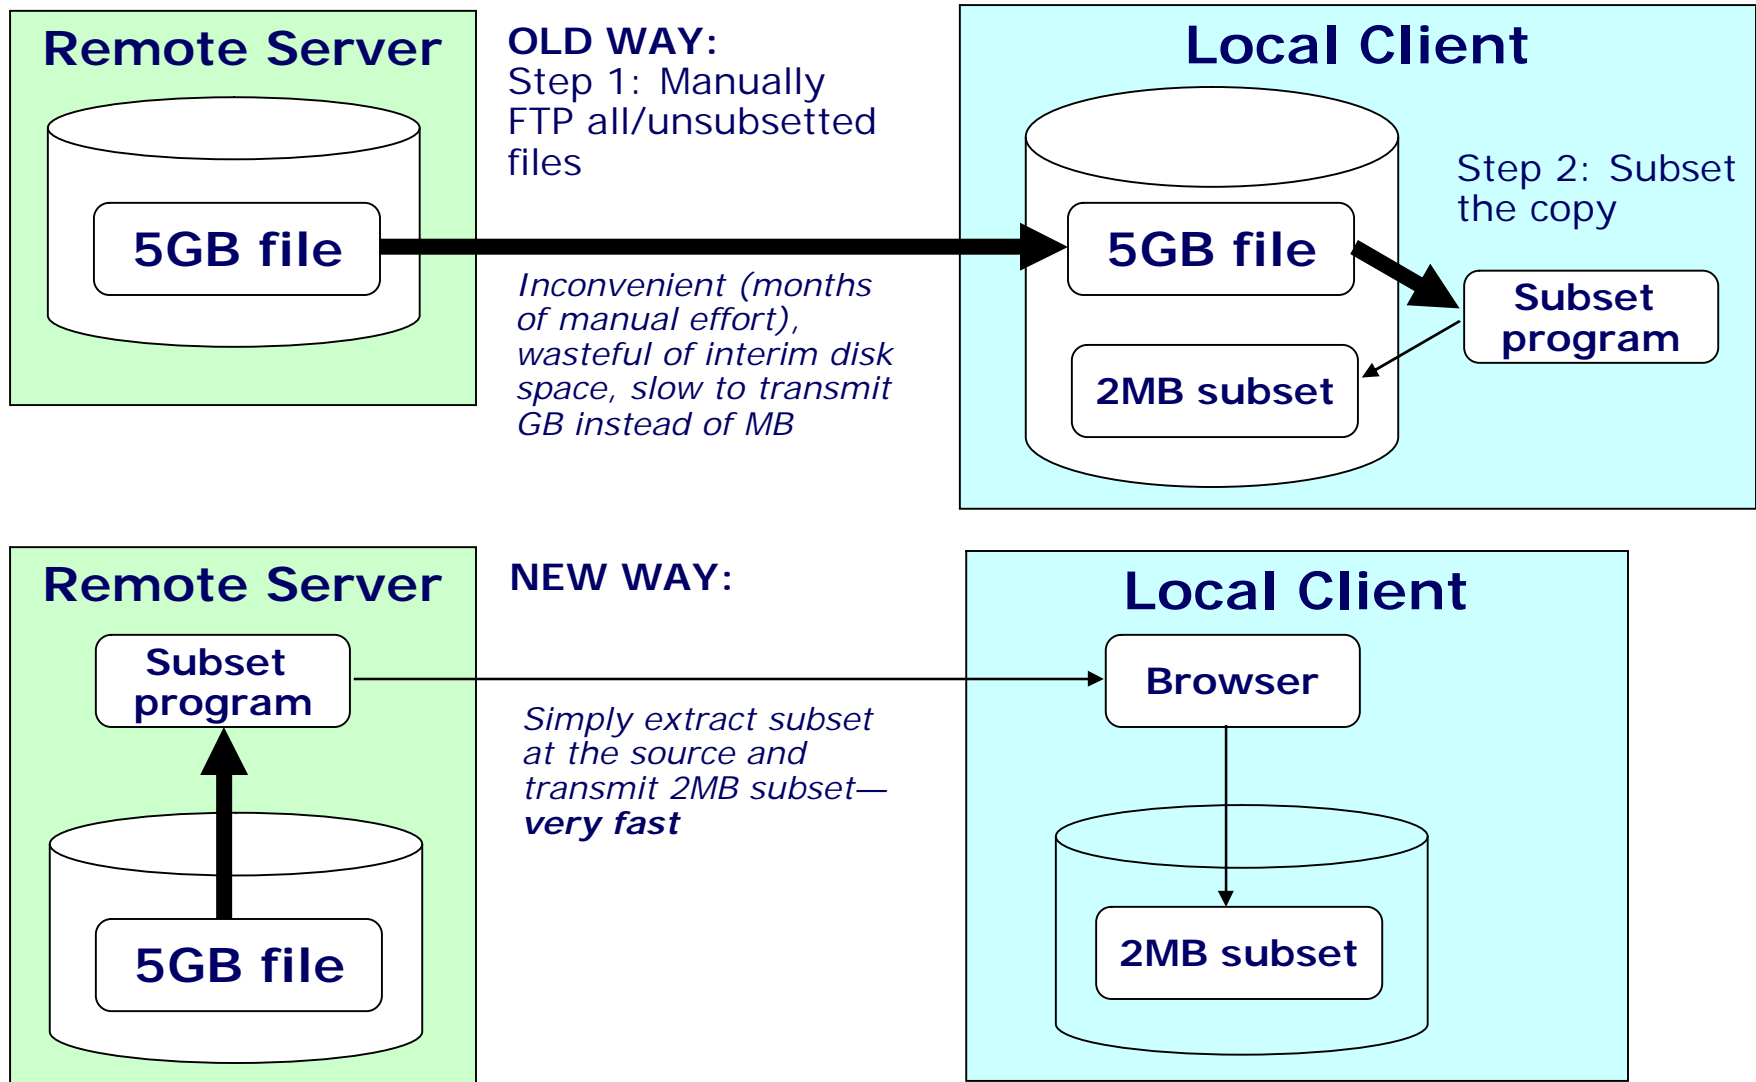 Remote Server
5GB file
OLD WAY:
Step 1: Manually
FTP all/unsubsetted
files
Inconvenient (months
of manual effort),
wasteful of interim disk
space, slow to transmit
GB instead of MB
Local Client
5GB file
2MB subset
Step 2: Subset
the copy
Subset
program
Remote Server
Subset
program
5GB file
NEW WAY:
Simply extract subset
at the source and
transmit 2MB subset—
very fast
Local Client
Browser
2MB subset